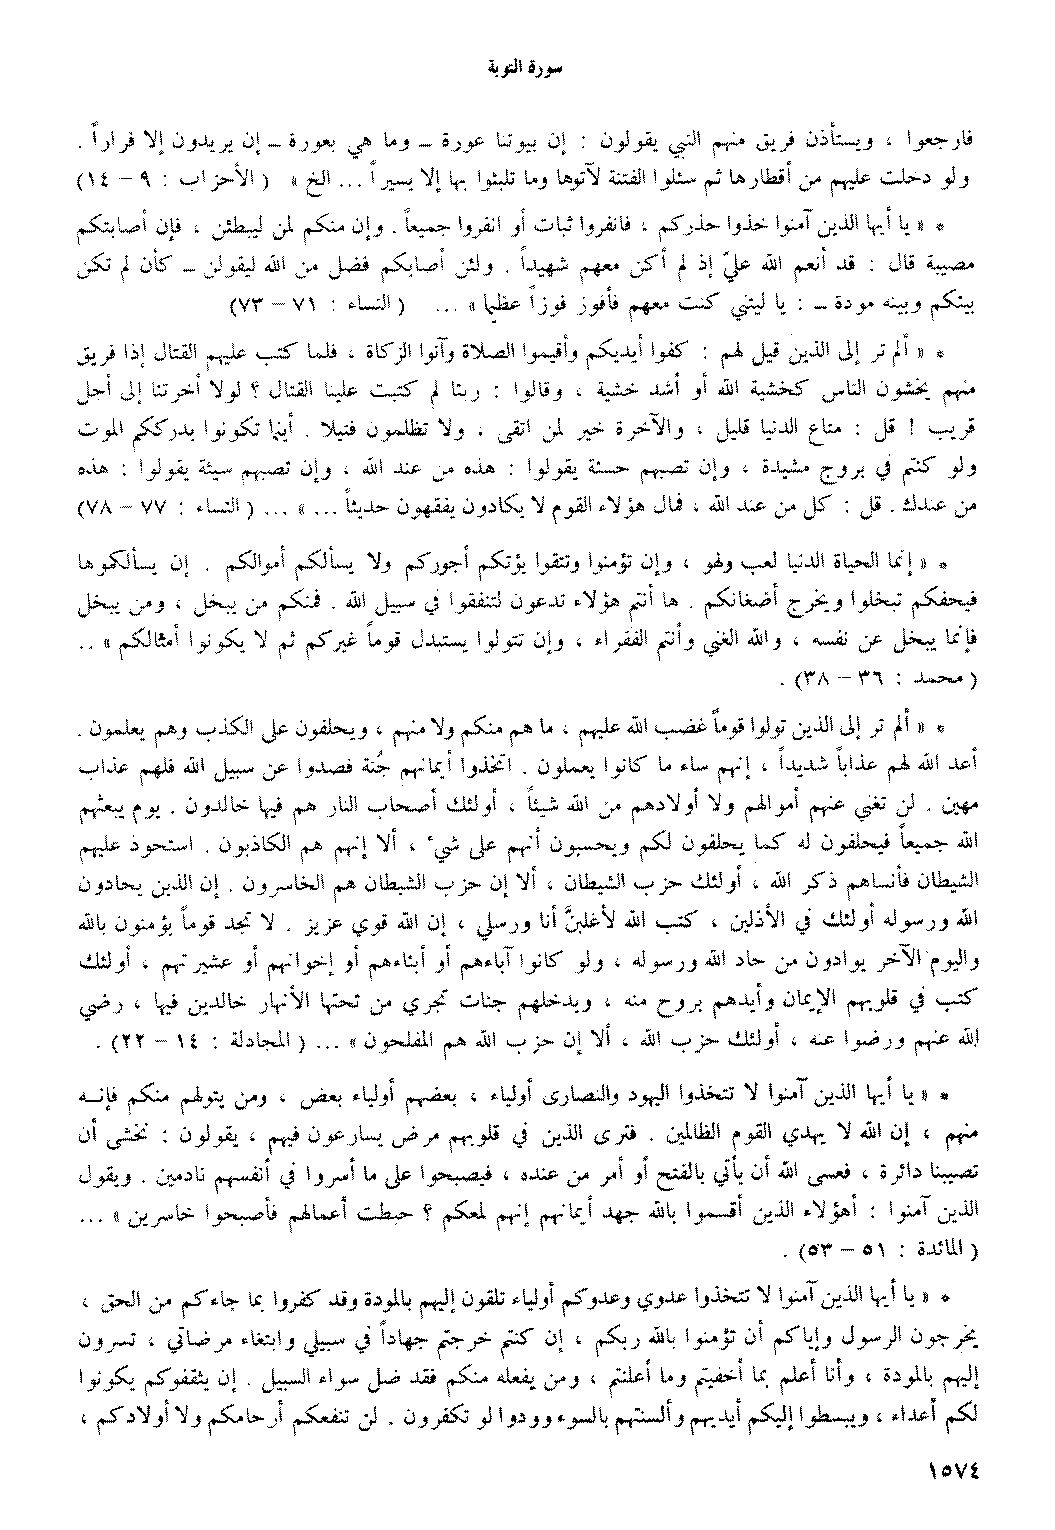 سورة التوبة
فارجعوا ، ويستأذن فريق منهم النبي يقولون : إن بيوتنا عورة ــ وما هي بعورة ــ إن يريدون إلا فراراً .
ولو دخلت عليهم من أقطارها ثم سئلوا الفتنة لآتوها وما تلبثوا بها إلا يسيراً ... الخ » ( الأحزاب : ٩ – ١٤)
* « يا أيها الذين آمنوا خذوا حذركم ، فانفروا ثبات أو انفروا جميعاً . وإن منكم لمن ليبطئن ، فإن أصابتكم
مصيبة قال : قد أنعم الله عليّ إذ لم أكن معهم شهيداً . ولئن أصابكم فضل من الله ليقولن ــ كأن لم تكن
بينكم وبينه مودة ــ : يا ليتني كنت معهم فأفوز فوزاً عظيما » ... ( النساء : ٧١ – ٧٣)
* « ألم تر إلى الذين قيل لهم : كفوا أيديكم وأقيموا الصلاة وآتوا الزكاة ، فلما كتب عليهم القتال إذا فريق
منهم يخشون الناس كخشية الله أو أشد خشية ، وقالوا : ربنا لم كتبت علينا القتال ؟ لولا أخرتنا إلى أجل
قريب ! قل : متاع الدنيا قليل ، والآخرة خير لمن اتقى ، ولا تظلمون فتيلا . أينما تكونوا يدرككم الموت
ولو كنتم في بروج مشيدة ، وإن تصبهم حسنة يقولوا : هذه من عند الله ، وإن تصبهم سيئة يقولوا : هذه
من عندك . قل : كل من عند الله ، فمال هؤلاء القوم لا يكادون يفقهون حديثاً ... » ... ( النساء : ٧٧ – ٧٨)
* « إنما الحياة الدنيا لعب ولهو ، وإن تؤمنوا وتتقوا يؤتكم أجوركم ولا يسألكم أموالكم . إن يسألكموها
فيحفكم تبخلوا ويخرج أضغانكم . ها أنتم هؤلاء تدعون لتنفقوا في سبيل الله . فمنكم من يبخل ، ومن يبخل
فإنما يبخل عن نفسه ، والله الغني وأنتم الفقراء ، وإن تتولوا يستبدل قوماً غيركم ثم لا يكونوا أمثالكم » ..
( محمد : ٣٦ – ٣٨) .
* « ألم تر إلى الذين تولوا قوماً غضب الله عليهم ، ما هم منكم ولا منهم ، ويحلفون على الكذب وهم يعلمون .
أعد الله لهم عذاباً شديداً ، إنهم ساء ما كانوا يعملون . اتخذوا أيمانهم جُنة فصدوا عن سبيل الله فلهم عذاب
مهين . لن تغني عنهم أموالهم ولا أولادهم من الله شيئاً ، أولئك أصحاب النار هم فيها خالدون . يوم يبعثهم
الله جميعاً فيحلفون له كما يحلفون لكم ويحسبون أنهم على شيء ، ألا إنهم هم الكاذبون . استحوذ عليهم
الشيطان فأنساهم ذكر الله ، أولئك حزب الشيطان ، ألا إن حزب الشيطان هم الخاسرون . إن الذين يحادون
الله ورسوله أولئك في الأذلين ، كتب الله لأغلبنَّ أنا ورسلي ، إن الله قوي عزيز . لا تجد قوماً يؤمنون بالله
واليوم الآخر يوادون من حاد الله ورسوله ، ولو كانوا آباءهم أو أبناءهم أو إخوانهم أو عشيرتهم ، أولئك
كتب في قلوبهم الإيمان وأيدهم بروح منه ، ويدخلهم جنات تجري من تحتها الأنهار خالدين فيها ، رضي
الله عنهم ورضوا عنه ، أولئك حزب الله ، ألا إن حزب الله هم المفلحون » ... ( المجادلة : ١٤ – ٢٢) .
* « يا أيها الذين آمنوا لا تتخذوا اليهود والنصارى أولياء ، بعضهم أولياء بعض ، ومن يتولهم منكم فإنه
منهم ، إن الله لا يهدي القوم الظالمين . فترى الذين في قلوبهم مرض يسارعون فيهم ، يقولون : نخشى أن
تصيبنا دائرة ، فعسى الله أن يأتي بالفتح أو أمر من عنده ، فيصبحوا على ما أسروا في أنفسهم نادمين . ويقول
الذين آمنوا : أهؤلاء الذين أقسموا بالله جهد أيمانهم إنهم لمعكم ؟ حبطت أعمالهم فأصبحوا خاسرين » ...
( المائدة : ٥١ – ٥٣) .
* « يا أيها الذين آمنوا لا تتخذوا عدوي وعدوكم أولياء تلقون إليهم بالمودة وقد كفروا بما جاءكم من الحق ،
يخرجون الرسول وإياكم أن تؤمنوا بالله ربكم ، إن كنتم خرجتم جهاداً في سبيلي وابتغاء مرضاتي ، تسرون
إليهم بالمودة ، وأنا أعلم بما أخفيتم وما أعلنتم ، ومن يفعله منكم فقد ضل سواء السبيل . إن يثقفوكم يكونوا
لكم أعداء ، ويبسطوا إليكم أيديهم وألسنتهم بالسوء وودوا لو تكفرون . لن تنفعكم أرحامكم ولا أولادكم ،
١٥٧٤